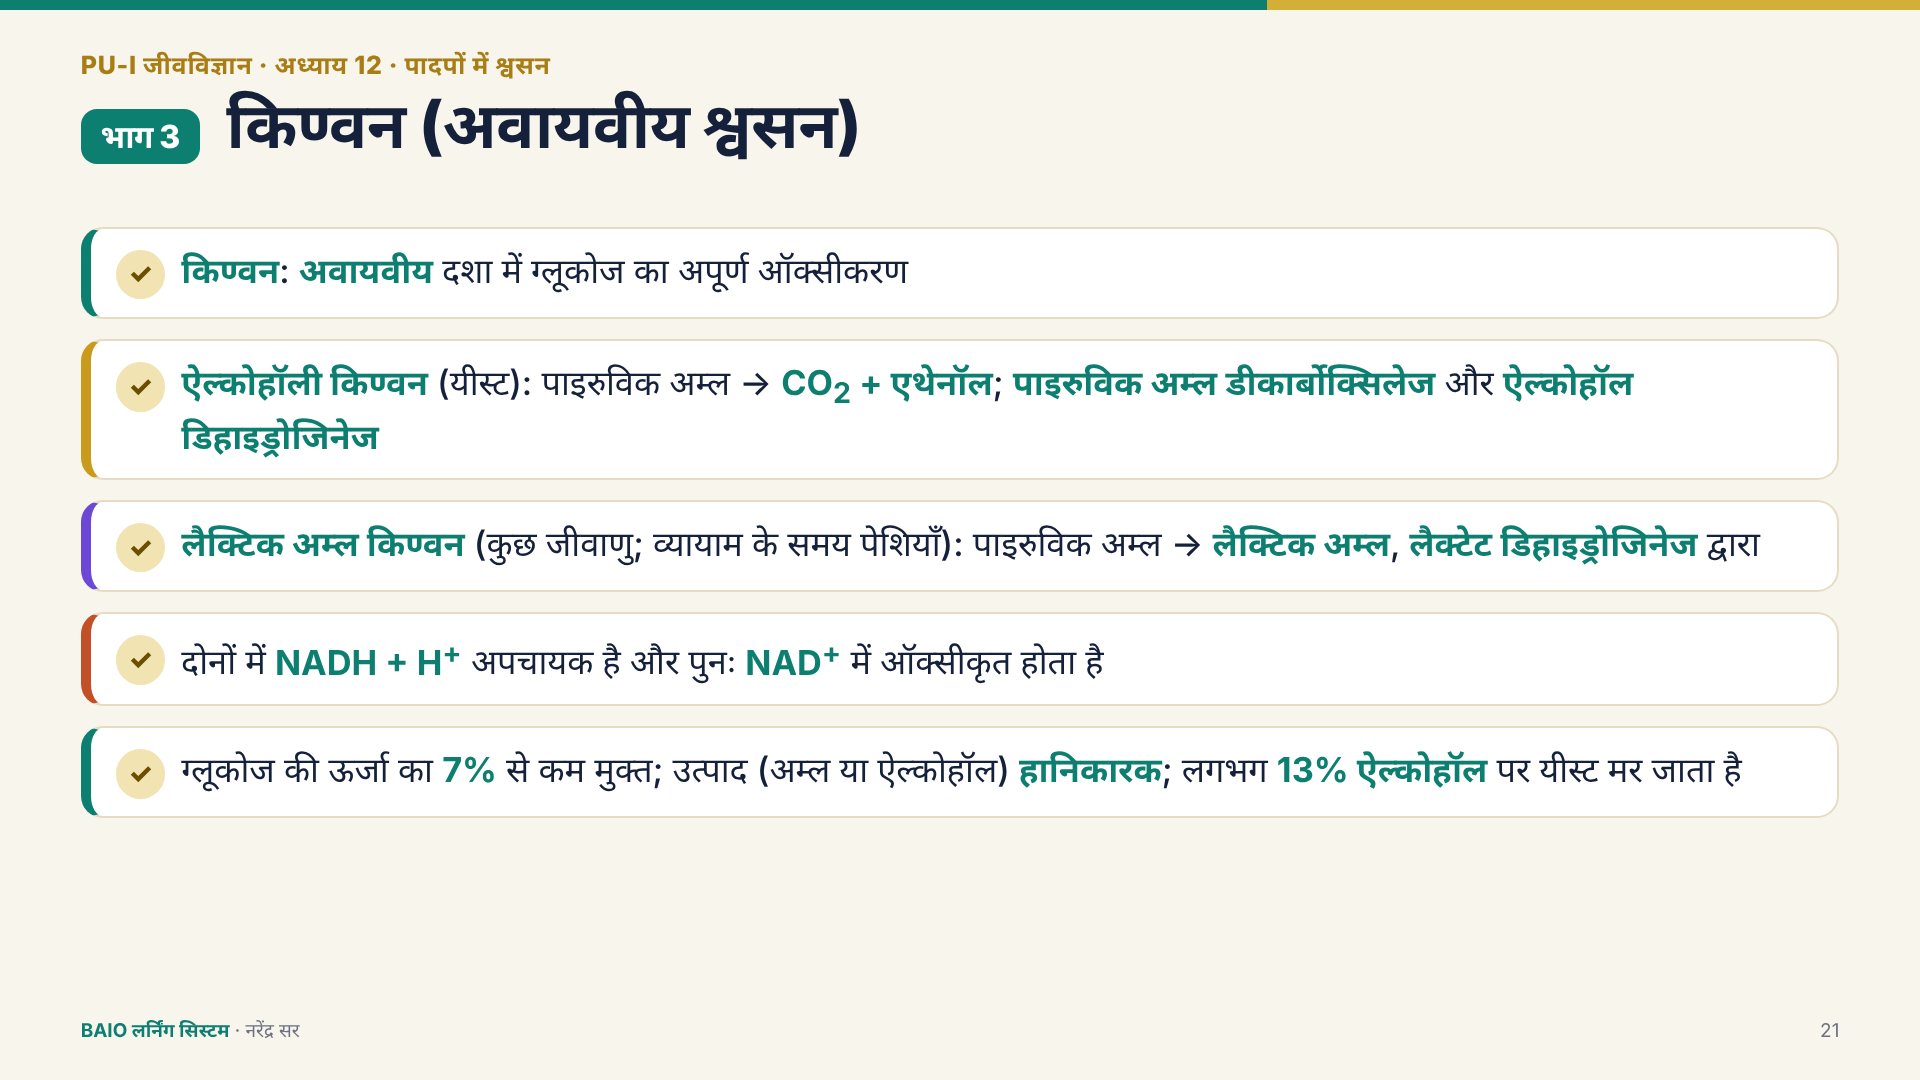 PU-I जीवविज्ञान · अध्याय 12 · पादपों में श्वसन
भाग 3 किण्वन (अवायवीय श्वसन)
किण्वन: अवायवीय दशा में ग्लूकोज का अपूर्ण ऑक्सीकरण
ऐल्कोहॉली किण्वन (यीस्ट): पाइरुविक अम्ल → CO₂ + एथेनॉल; पाइरुविक अम्ल डीकार्बोक्सिलेज और ऐल्कोहॉल
डिहाइड्रोजिनेज
लैक्टिक अम्ल किण्वन (कुछ जीवाणु; व्यायाम के समय पेशियाँ): पाइरुविक अम्ल → लैक्टिक अम्ल, लैक्टेट डिहाइड्रोजिनेज द्वारा
दोनों में NADH + H⁺ अपचायक है और पुनः NAD⁺ में ऑक्सीकृत होता है
ग्लूकोज की ऊर्जा का 7% से कम मुक्त; उत्पाद (अम्ल या ऐल्कोहॉल) हानिकारक; लगभग 13% ऐल्कोहॉल पर यीस्ट मर जाता है
BAIO लर्निंग सिस्टम · नरेंद्र सर
21